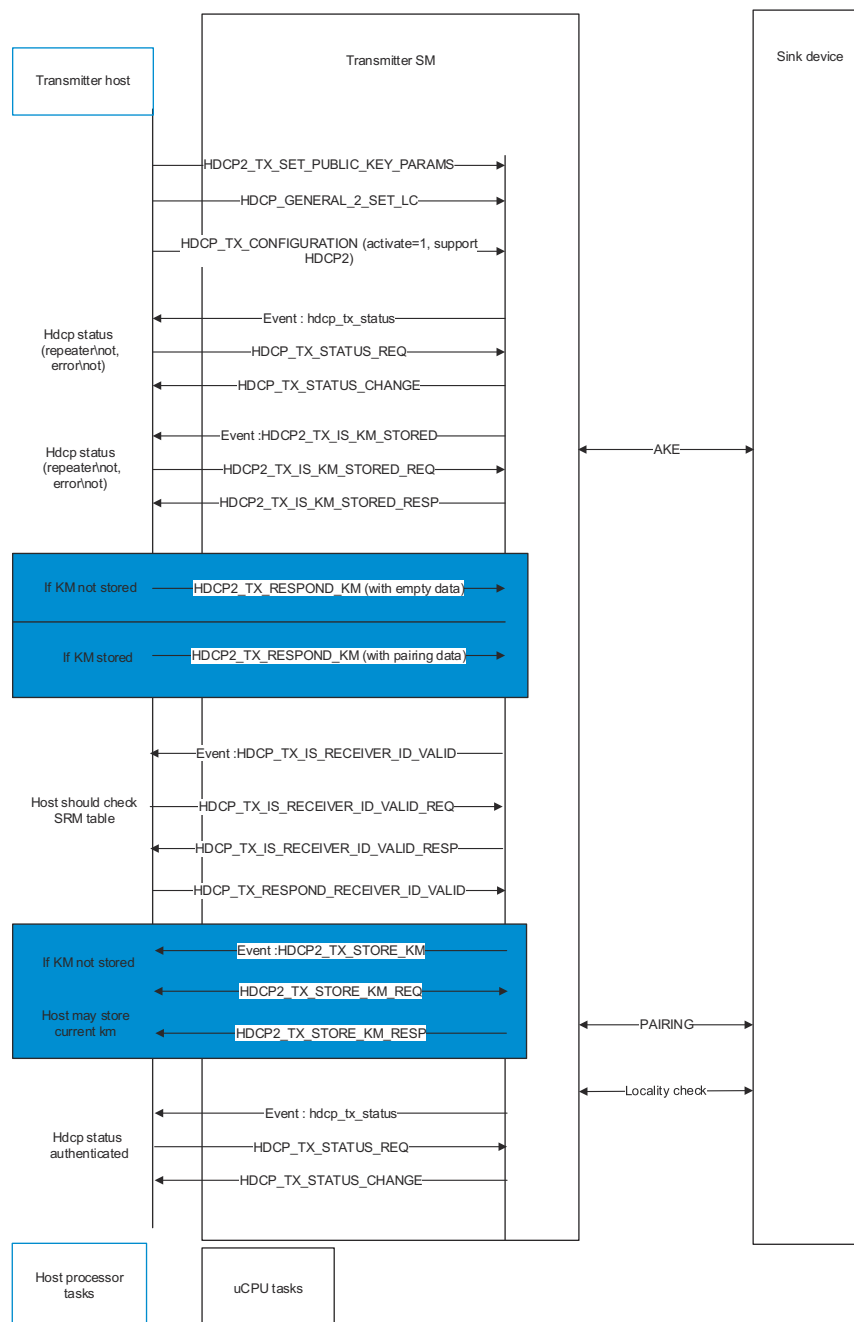 Transmitter host
Transmitter SM
Sink device
HDCP2_TX_SET_PUBLIC_KEY_PARAMS
HDCP_GENERAL_2_SET_LC
HDCP_TX_CONFIGURATION (activate=1, support
HDCP2)
Event : hdcp_tx_status
Hdcp status
(repeater\not,
error\not)
HDCP_TX_STATUS_REQ
HDCP_TX_STATUS_CHANGE
Event :HDCP2_TX_IS_KM_STORED
Hdcp status
(repeater\not,
error\not)
AKE
HDCP2_TX_IS_KM_STORED_REQ
HDCP2_TX_IS_KM_STORED_RESP
If KM not stored
HDCP2_TX_RESPOND_KM (with empty data)
If KM stored
HDCP2_TX_RESPOND_KM (with pairing data)
Event :HDCP_TX_IS_RECEIVER_ID_VALID
Host should check
SRM table
HDCP_TX_IS_RECEIVER_ID_VALID_REQ
HDCP_TX_IS_RECEIVER_ID_VALID_RESP
HDCP_TX_RESPOND_RECEIVER_ID_VALID
If KM not stored
Event :HDCP2_TX_STORE_KM
HDCP2_TX_STORE_KM_REQ
Host may store
current km
HDCP2_TX_STORE_KM_RESP
PAIRING
Locality check
Event : hdcp_tx_status
Hdcp status
authenticated
HDCP_TX_STATUS_REQ
HDCP_TX_STATUS_CHANGE
Host processor
tasks
uCPU tasks